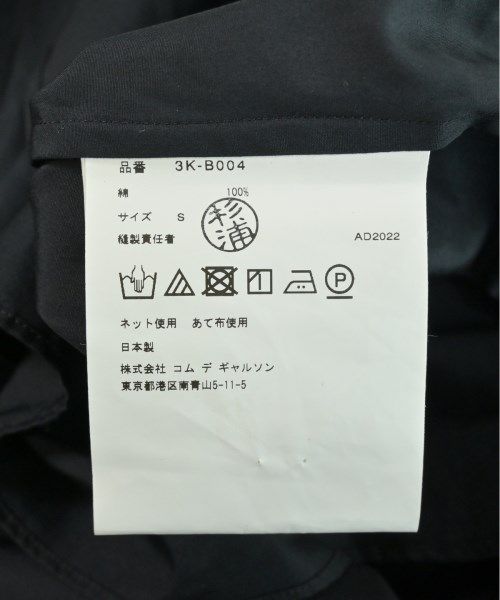 品番 3K-B004
綿 100%
サイズ S
杉浦
縫製責任者 AD2022
P
ネット使用 あて布使用
日本製
株式会社 コム デ ギャルソン
東京都港区南青山5-11-5